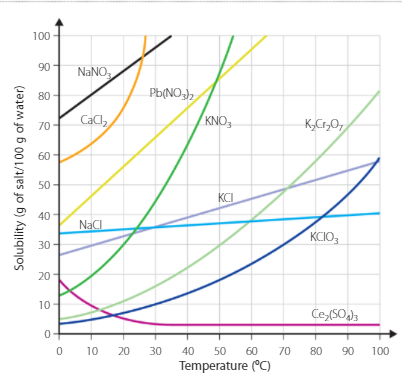 100
90
80
70
60
50
40
30
20
10
0
Solubility (g of salt/100 g of water)
NaNO₃
CaCl₂
Pb(NO₃)₂
KNO₃
K₂Cr₂O₇
KCl
NaCl
KClO₃
Ce₂(SO₄)₃
0 10 20 30 40 50 60 70 80 90 100
Temperature (⁰C)